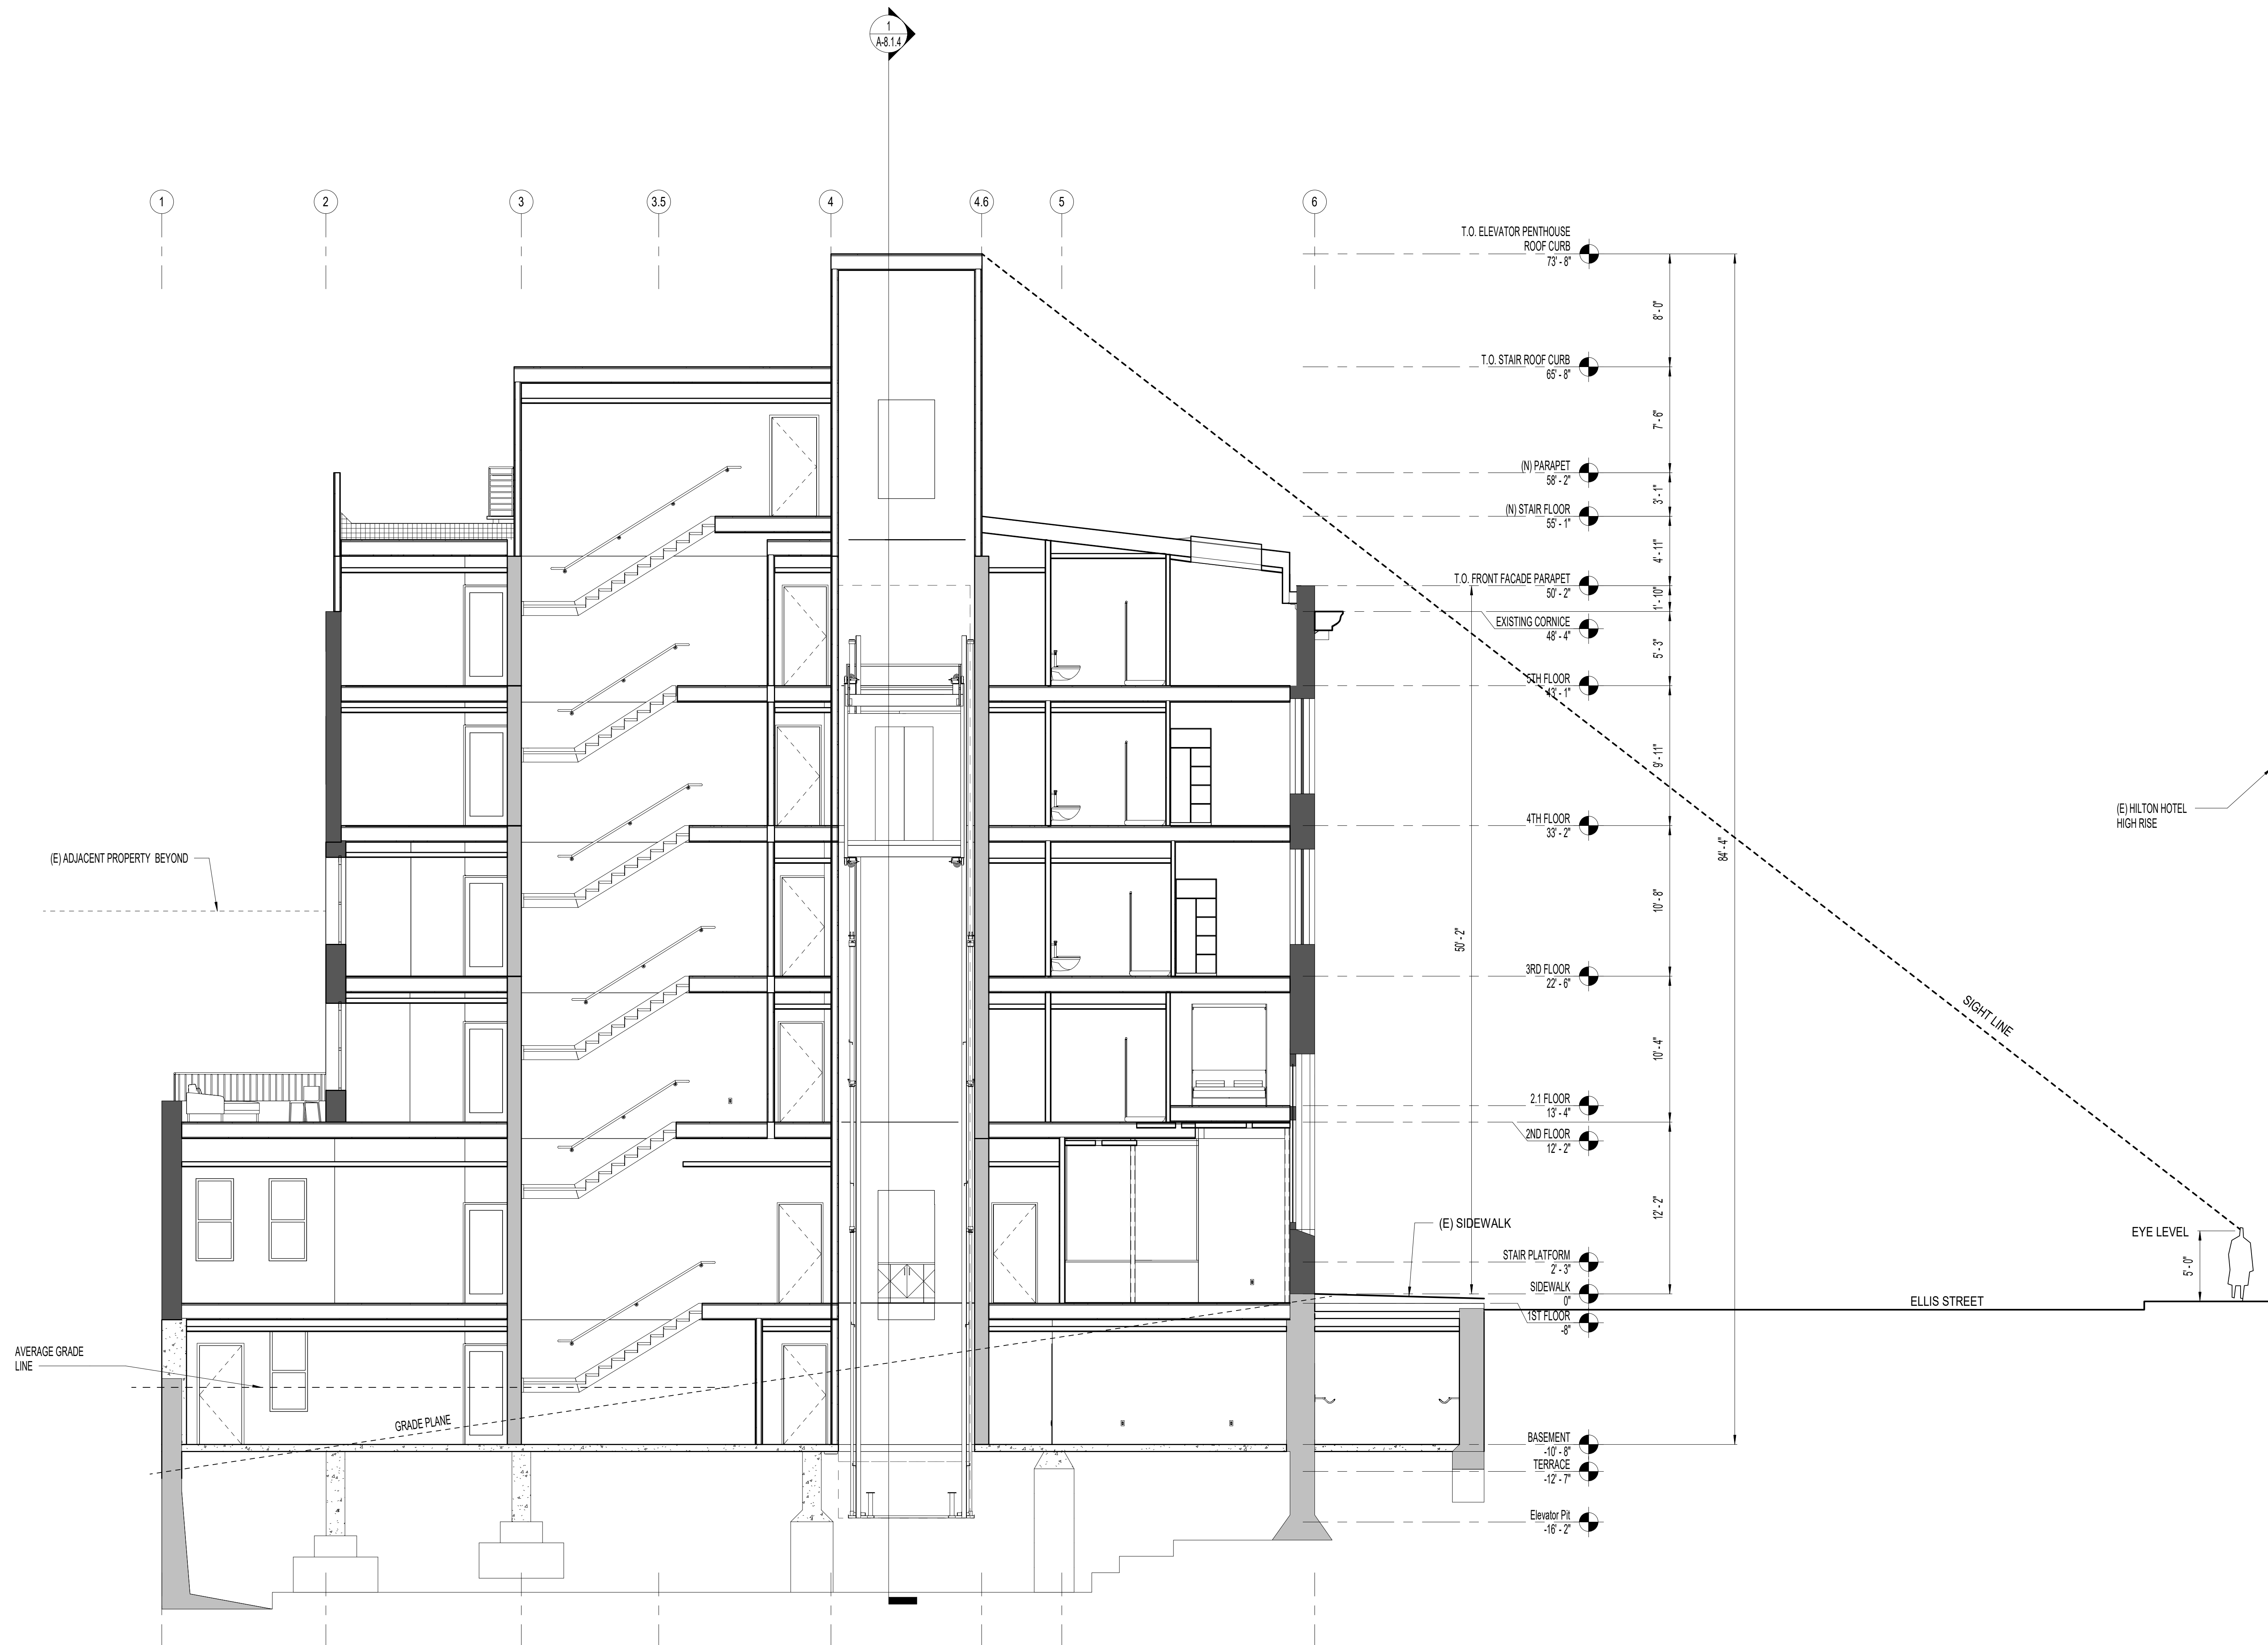 1
A-8.1.4
1
2
3
3.5
4
4.6
5
6
T.O. ELEVATOR PENTHOUSE
ROOF CURB
73' - 8"
8' - 0"
T.O. STAIR ROOF CURB
65' - 8"
7' - 6"
(N) PARAPET
58' - 2"
3' - 1"
(N) STAIR FLOOR
55' - 1"
4' - 11"
T.O. FRONT FACADE PARAPET
50' - 2"
1' - 10"
EXISTING CORNICE
48' - 4"
5' - 3"
5TH FLOOR
43' - 1"
9' - 11"
(E) HILTON HOTEL
HIGH RISE
4TH FLOOR
33' - 2"
84' - 4"
(E) ADJACENT PROPERTY BEYOND
10' - 8"
50' - 2"
3RD FLOOR
22' - 6"
SIGHT LINE
10' - 4"
2.1 FLOOR
13' - 4"
2ND FLOOR
12' - 2"
12' - 2"
(E) SIDEWALK
EYE LEVEL
STAIR PLATFORM
2' - 3"
5' - 0"
SIDEWALK
0"
ELLIS STREET
1ST FLOOR
-8"
AVERAGE GRADE
LINE
GRADE PLANE
BASEMENT
-10' - 8"
TERRACE
-12' - 7"
Elevator Pit
-16' - 2"